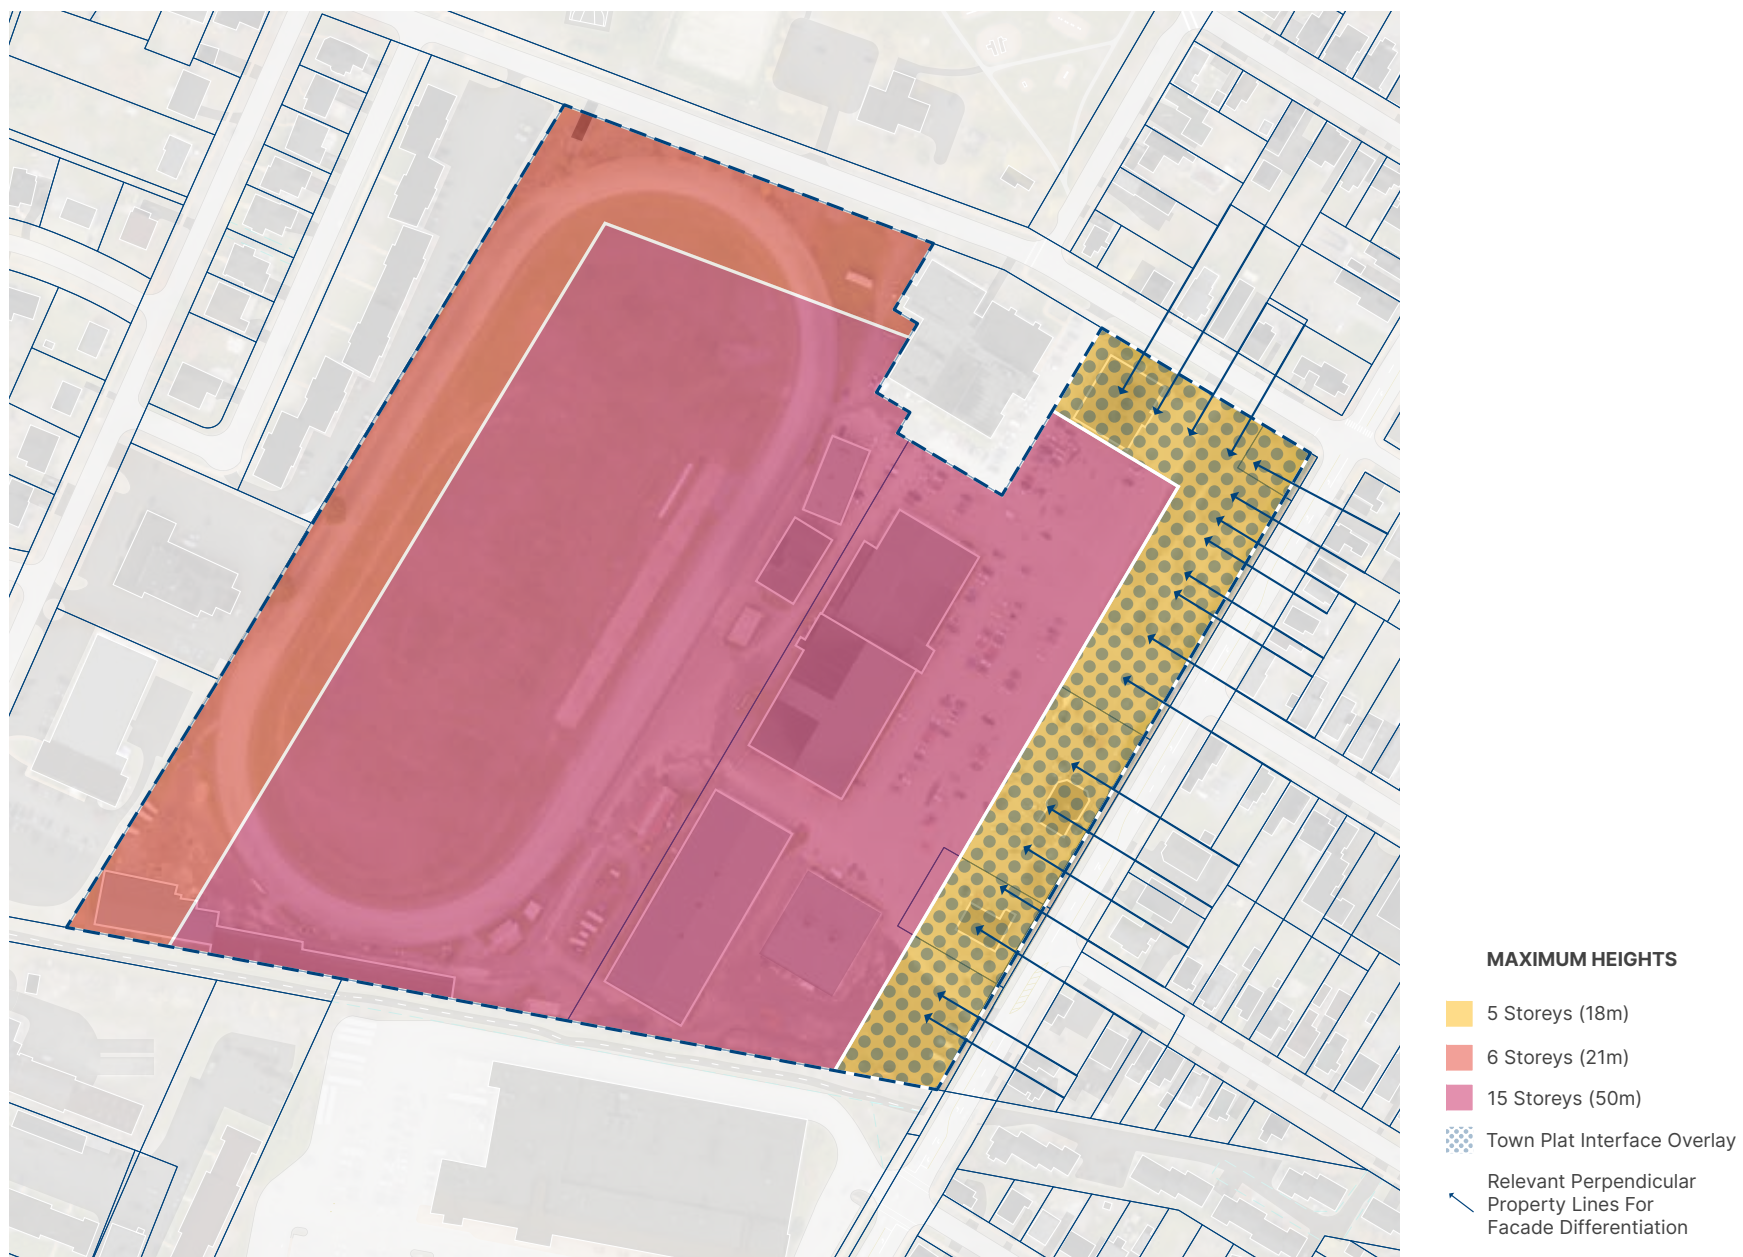 MAXIMUM HEIGHTS
5 Storeys (18m)
6 Storeys (21m)
15 Storeys (50m)
Town Plat Interface Overlay
Relevant Perpendicular
Property Lines For
Facade Differentiation